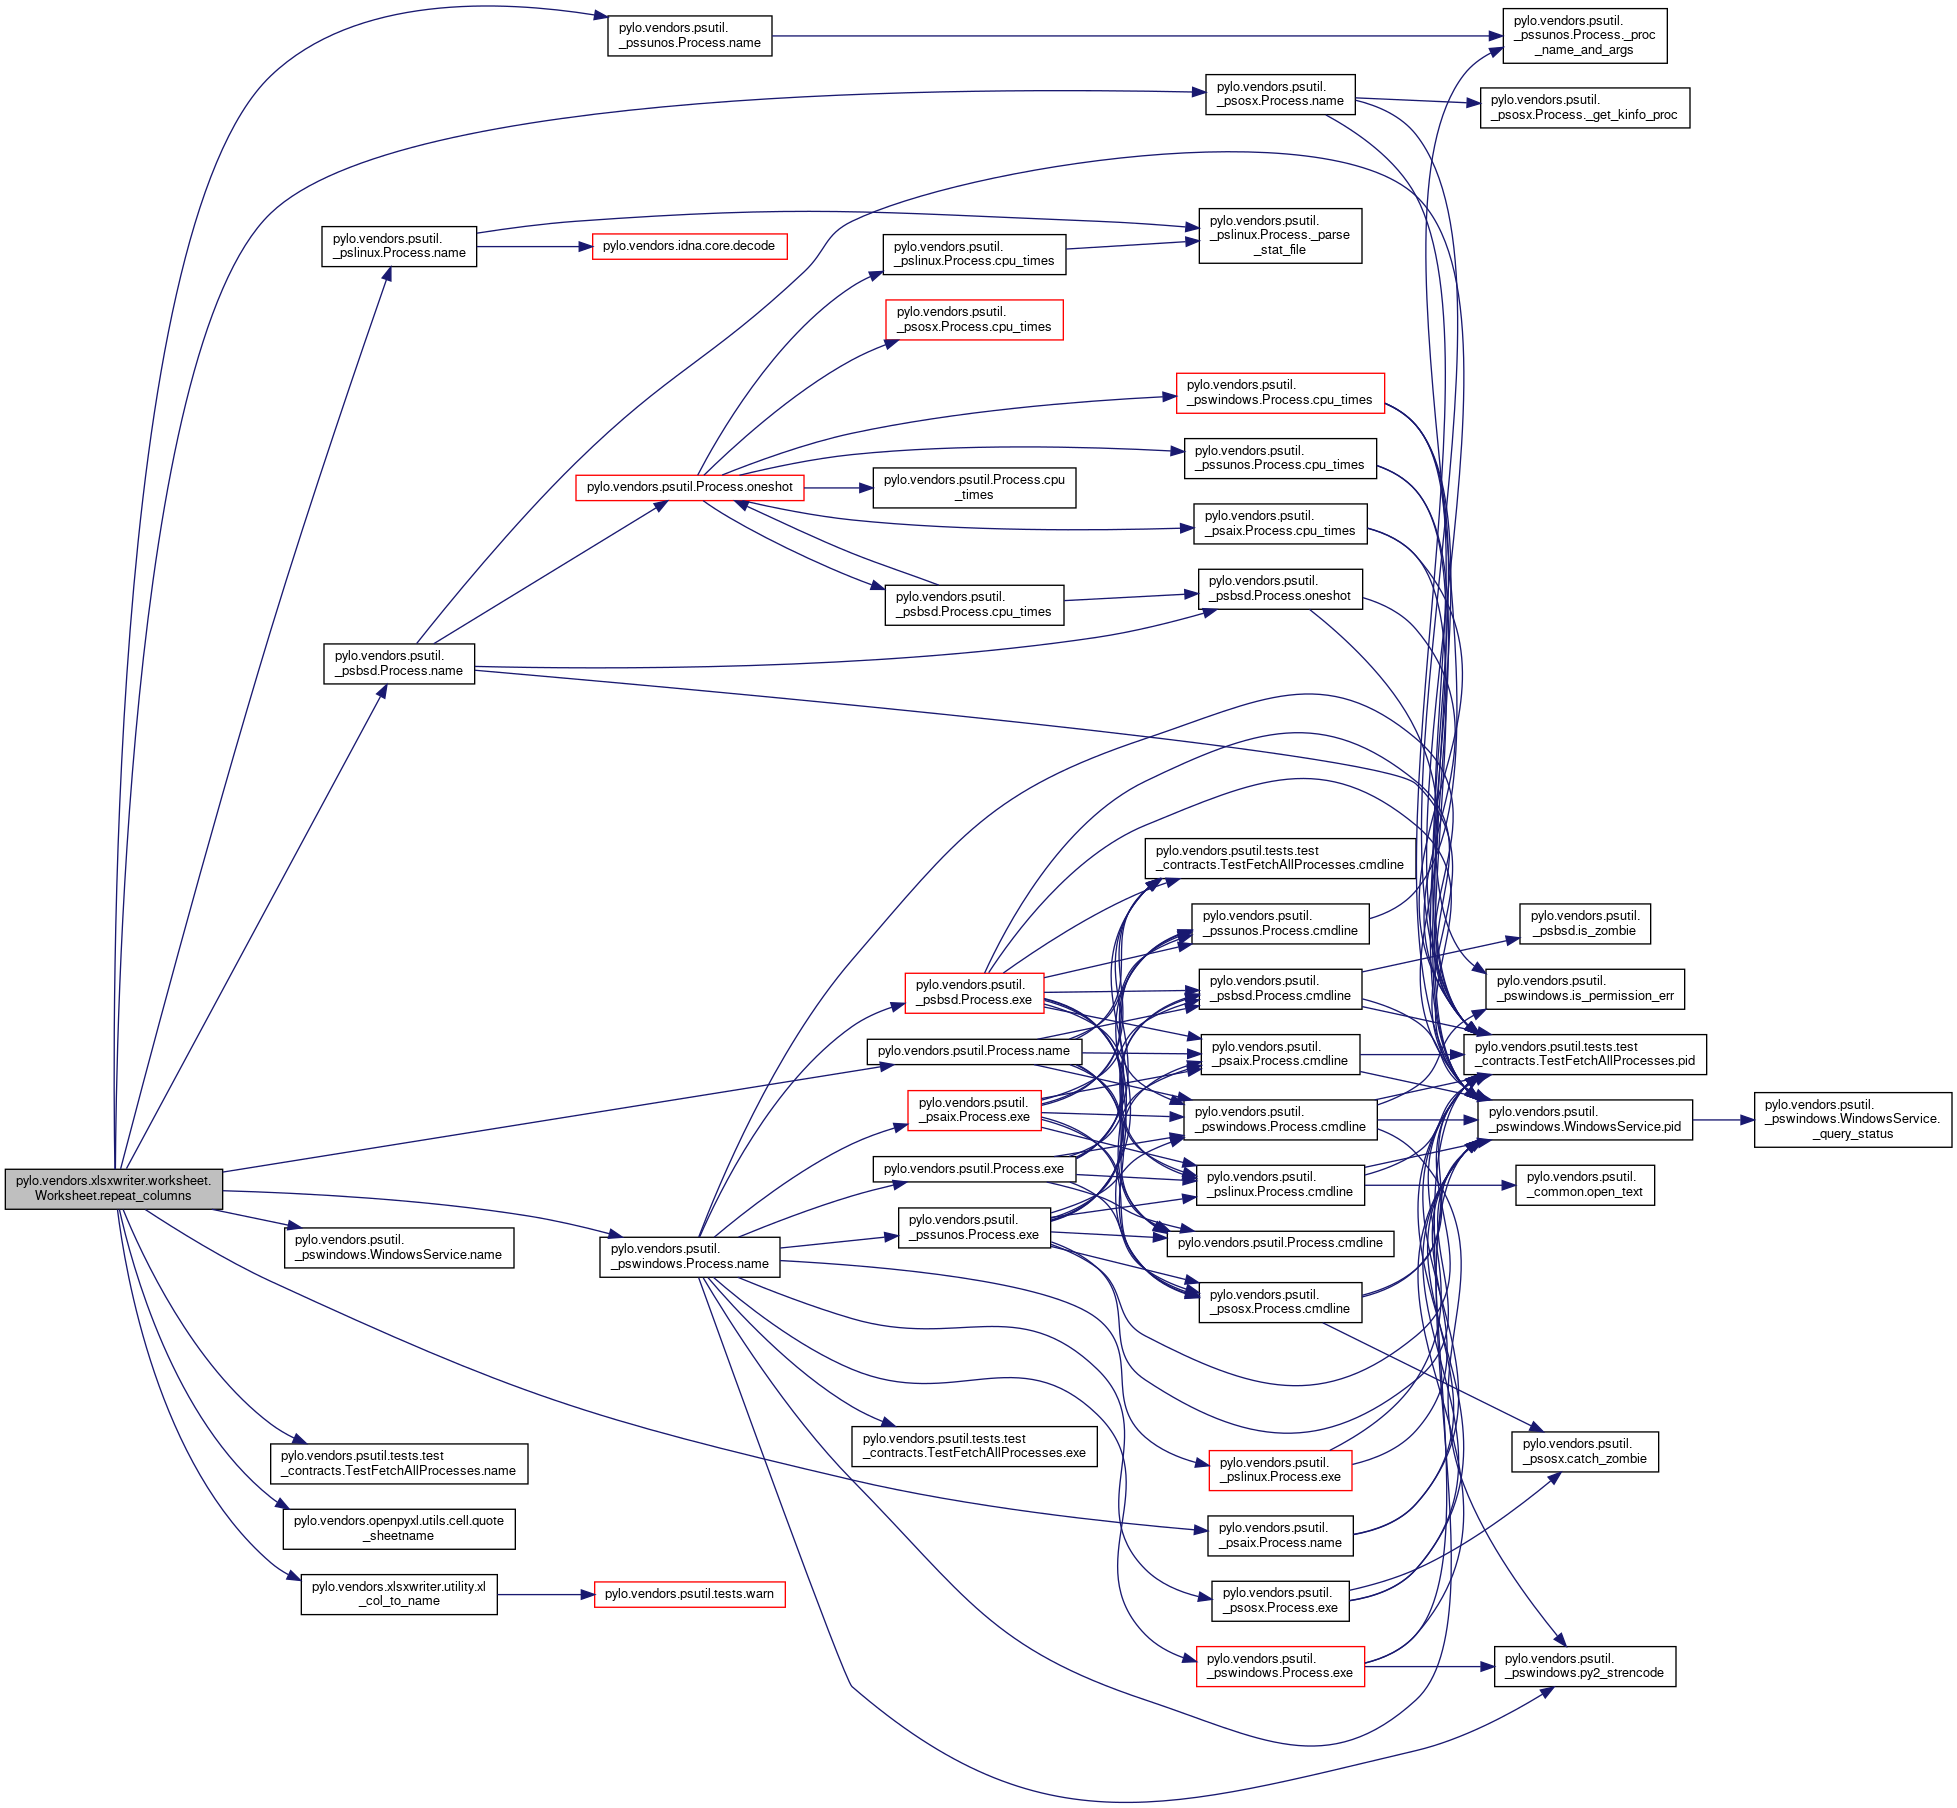 pylo.vendors.xlsxwriter.worksheet.
Worksheet.repeat_columns
pylo.vendors.psutil.
_pssunos.Process.name
pylo.vendors.psutil.
_pssunos.Process._proc
_name_and_args
pylo.vendors.psutil.
_psosx.Process.name
pylo.vendors.psutil.
_psosx.Process._get_kinfo_proc
pylo.vendors.psutil.
_pslinux.Process.name
pylo.vendors.idna.core.decode
pylo.vendors.psutil.
_pslinux.Process.cpu_times
pylo.vendors.psutil.
_pslinux.Process._parse
_stat_file
pylo.vendors.psutil.
_psosx.Process.cpu_times
pylo.vendors.psutil.
_pswindows.Process.cpu_times
pylo.vendors.psutil.
_pssunos.Process.cpu_times
pylo.vendors.psutil.Process.oneshot
pylo.vendors.psutil.Process.cpu
_times
pylo.vendors.psutil.
_psaix.Process.cpu_times
pylo.vendors.psutil.
_psbsd.Process.cpu_times
pylo.vendors.psutil.
_psbsd.Process.oneshot
pylo.vendors.psutil.
_psbsd.Process.name
pylo.vendors.psutil.tests.test
_contracts.TestFetchAllProcesses.cmdline
pylo.vendors.psutil.
_pssunos.Process.cmdline
pylo.vendors.psutil.
_psbsd.is_zombie
pylo.vendors.psutil.
_psbsd.Process.exe
pylo.vendors.psutil.
_psbsd.Process.cmdline
pylo.vendors.psutil.
_pswindows.is_permission_err
pylo.vendors.psutil.Process.name
pylo.vendors.psutil.
_psaix.Process.cmdline
pylo.vendors.psutil.tests.test
_contracts.TestFetchAllProcesses.pid
pylo.vendors.psutil.
_psaix.Process.exe
pylo.vendors.psutil.
_pswindows.Process.cmdline
pylo.vendors.psutil.
_pswindows.WindowsService.pid
pylo.vendors.psutil.
_pswindows.WindowsService.
_query_status
pylo.vendors.psutil.Process.exe
pylo.vendors.psutil.
_pslinux.Process.cmdline
pylo.vendors.psutil.
_common.open_text
pylo.vendors.psutil.
_pswindows.WindowsService.name
pylo.vendors.psutil.
_pswindows.Process.name
pylo.vendors.psutil.
_pssunos.Process.exe
pylo.vendors.psutil.Process.cmdline
pylo.vendors.psutil.
_psosx.Process.cmdline
pylo.vendors.psutil.tests.test
_contracts.TestFetchAllProcesses.name
pylo.vendors.psutil.tests.test
_contracts.TestFetchAllProcesses.exe
pylo.vendors.psutil.
_pslinux.Process.exe
pylo.vendors.psutil.
_psosx.catch_zombie
pylo.vendors.openpyxl.utils.cell.quote
_sheetname
pylo.vendors.psutil.
_psaix.Process.name
pylo.vendors.xlsxwriter.utility.xl
_col_to_name
pylo.vendors.psutil.tests.warn
pylo.vendors.psutil.
_psosx.Process.exe
pylo.vendors.psutil.
_pswindows.Process.exe
pylo.vendors.psutil.
_pswindows.py2_strencode